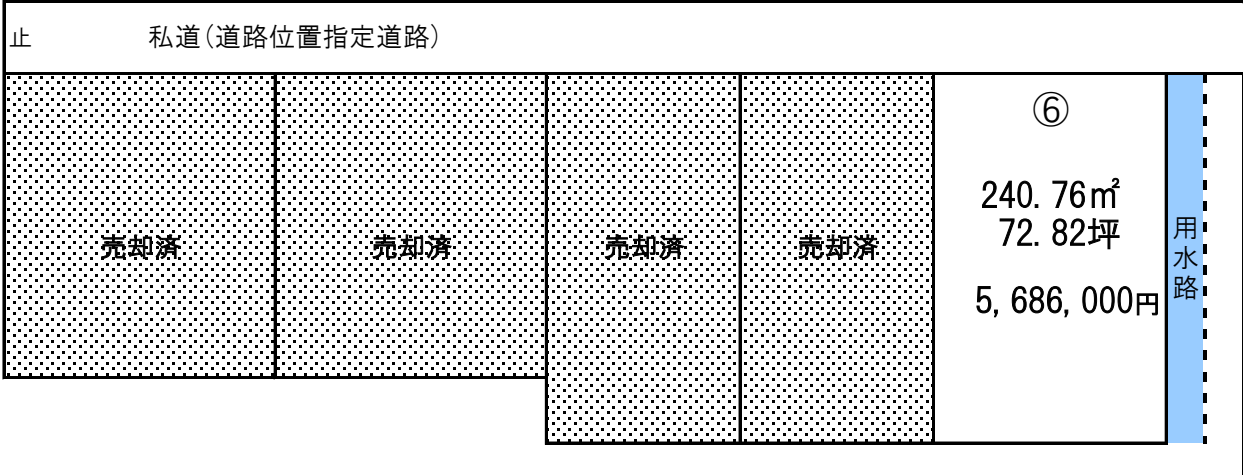 止　私道(道路位置指定道路)
⑥
240.76㎡
72.82坪
5,686,000円
売却済
売却済
売却済
売却済
用水路